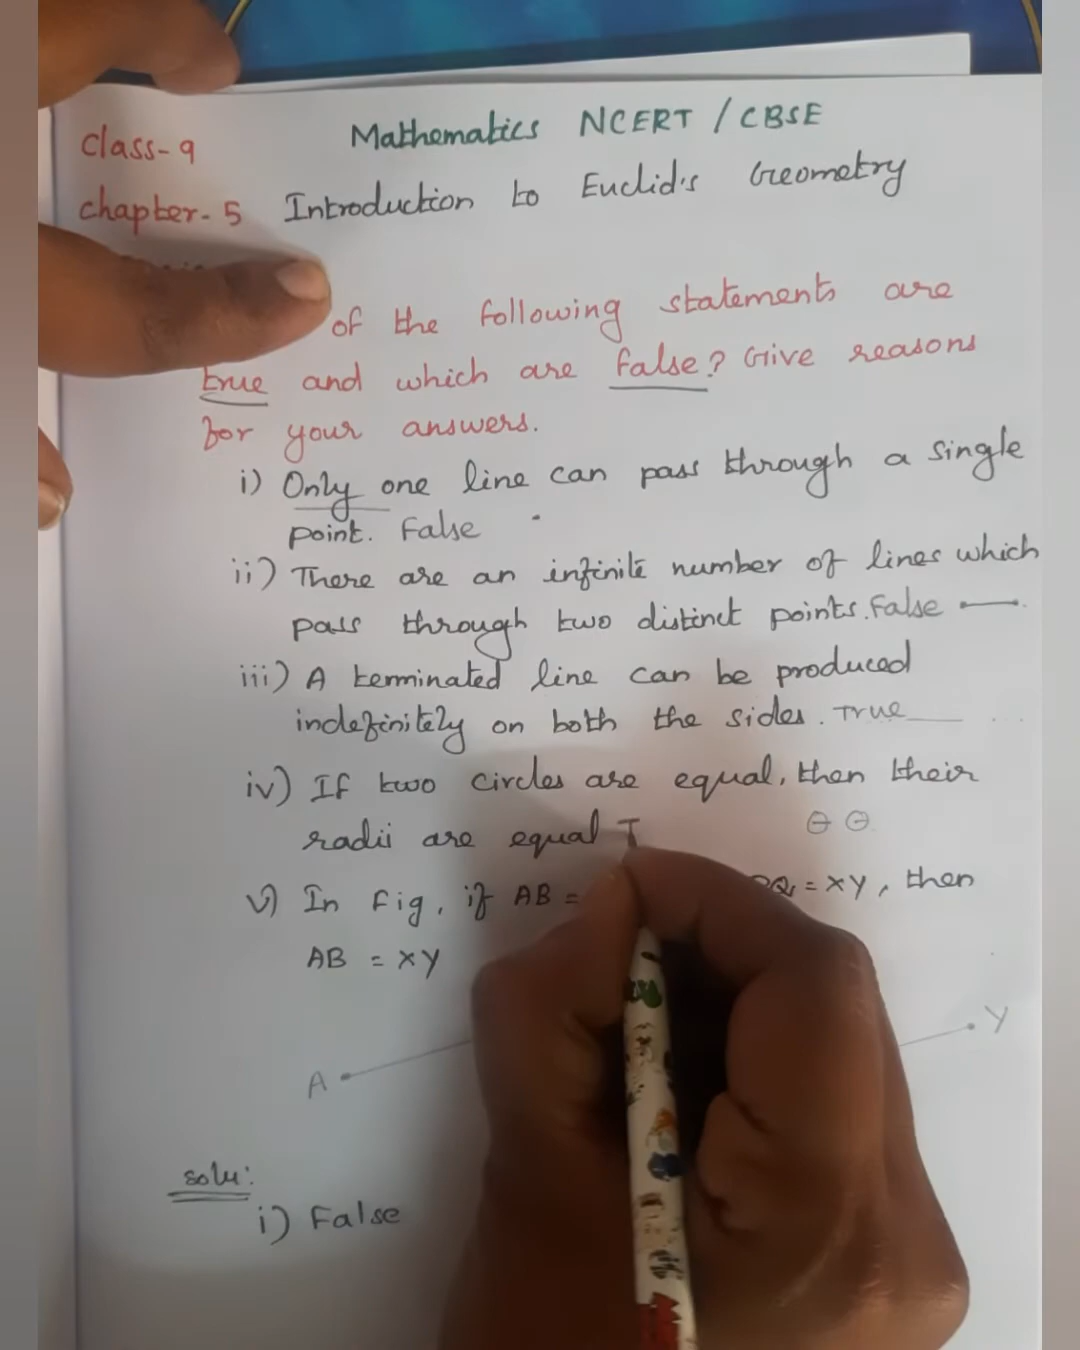 Class-9
Mathematics NCERT / CBSE
Chapter-5 Introduction to Euclid's Geometry
of the following statements are
true and which are false? Give reasons
for your answers.
i) Only one line can pass through a single
point. False
ii) There are an infinite number of lines which
pass through two distinct points. False
iii) A terminated line can be produced
indefinitely on both the sides. True
iv) If two circles are equal, then their
radii are equal T
v) In fig, if AB = PQ = XY, then
AB = XY
A
Y
Solu:
i) False